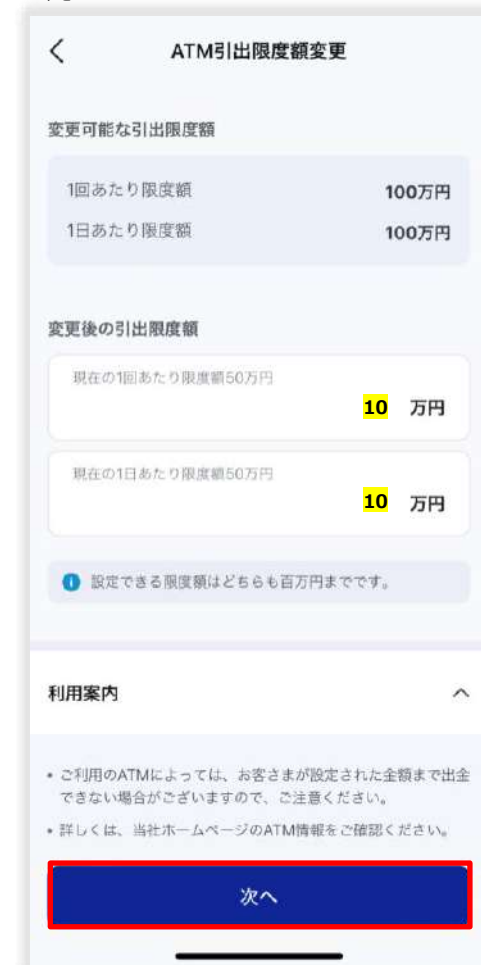 ATM引出限度額変更
変更可能な引出限度額
1回あたり限度額 100万円
1日あたり限度額 100万円
変更後の引出限度額
現在の1回あたり限度額50万円
10 万円
現在の1日あたり限度額50万円
10 万円
設定できる限度額はどちらも百万円までです。
利用案内
• ご利用のATMによっては、お客さまが設定された金額まで出金
できない場合がございますので、ご注意ください。
• 詳しくは、当社ホームページのATM情報をご確認ください。
次へ